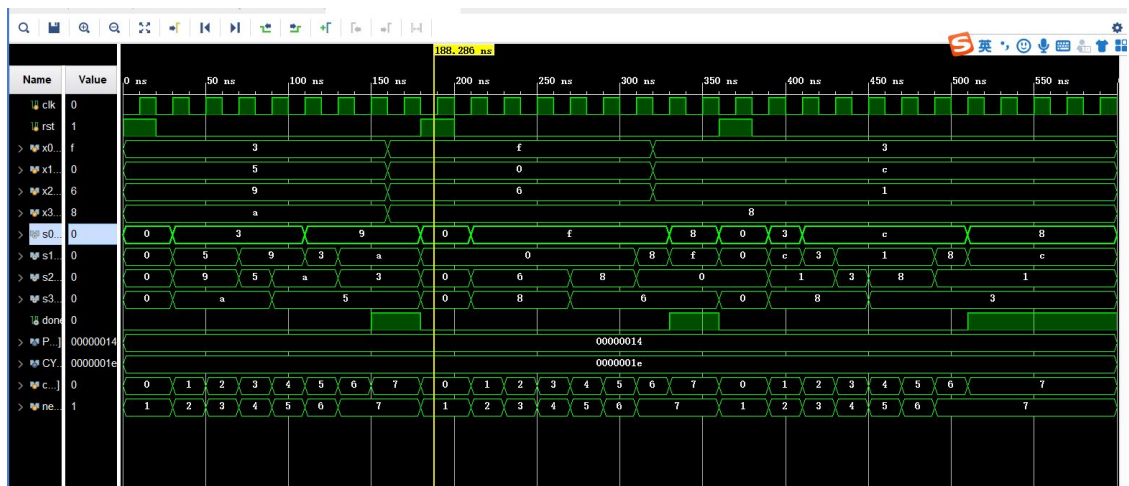 英
188.286 ns
Name Value 0 ns 50 ns 100 ns 150 ns 200 ns 250 ns 300 ns 350 ns 400 ns 450 ns 500 ns 550 ns
clk 0
rst 1
x0... f 3 f 3
x1... 0 5 0 c
x2... 6 9 6 1
x3... 8 a 8
s0... 0 0 3 9 0 f 8 0 3 c 8
s1... 0 0 5 9 3 a 0 8 f 0 c 3 1 8 c
s2... 0 0 9 5 a 3 0 6 8 0 1 3 8 1
s3... 0 0 a 5 0 8 6 0 8 3
done 0
P...] 00000014 00000014
CY... 0000001e 0000001e
c...] 0 0 1 2 3 4 5 6 7 0 1 2 3 4 5 6 7 0 1 2 3 4 5 6 7
ne... 1 1 2 3 4 5 6 7 1 2 3 4 5 6 7 1 2 3 4 5 6 7